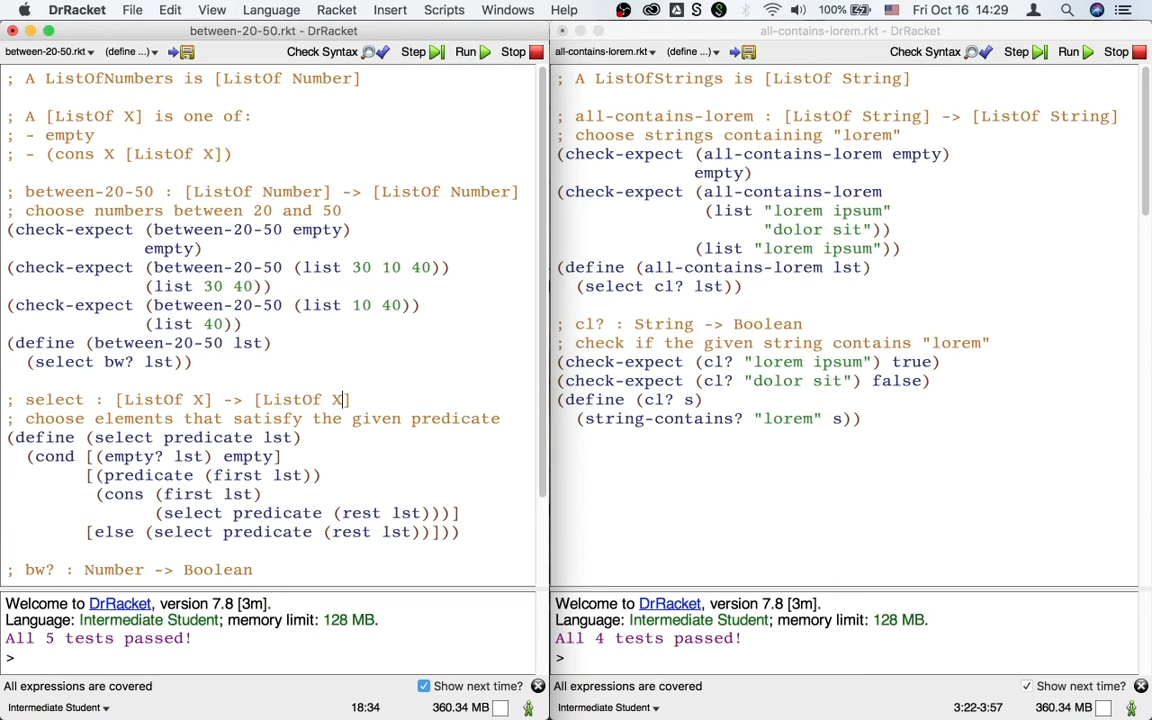 DrRacket File Edit View Language Racket Insert Scripts Windows Help 100% Fri Oct 16 14:29
between-20-50.rkt - DrRacket
between-20-50.rkt (define ...) Check Syntax Step Run Stop
; A ListOfNumbers is [ListOf Number]
; A [ListOf X] is one of:
; - empty
; - (cons X [ListOf X])
; between-20-50 : [ListOf Number] -> [ListOf Number]
; choose numbers between 20 and 50
(check-expect (between-20-50 empty)
empty)
(check-expect (between-20-50 (list 30 10 40))
(list 30 40))
(check-expect (between-20-50 (list 10 40))
(list 40))
(define (between-20-50 lst)
(select bw? lst))
; select : [ListOf X] -> [ListOf X]
; choose elements that satisfy the given predicate
(define (select predicate lst)
(cond [(empty? lst) empty]
[(predicate (first lst))
(cons (first lst)
(select predicate (rest lst)))]
[else (select predicate (rest lst))]))
; bw? : Number -> Boolean
Welcome to DrRacket, version 7.8 [3m].
Language: Intermediate Student; memory limit: 128 MB.
All 5 tests passed!
>
All expressions are covered Show next time?
Intermediate Student 18:34 360.34 MB
all-contains-lorem.rkt - DrRacket
all-contains-lorem.rkt (define ...) Check Syntax Step Run Stop
; A ListOfStrings is [ListOf String]
; all-contains-lorem : [ListOf String] -> [ListOf String]
; choose strings containing "lorem"
(check-expect (all-contains-lorem empty)
empty)
(check-expect (all-contains-lorem
(list "lorem ipsum"
"dolor sit"))
(list "lorem ipsum"))
(define (all-contains-lorem lst)
(select cl? lst))
; cl? : String -> Boolean
; check if the given string contains "lorem"
(check-expect (cl? "lorem ipsum") true)
(check-expect (cl? "dolor sit") false)
(define (cl? s)
(string-contains? "lorem" s))
Welcome to DrRacket, version 7.8 [3m].
Language: Intermediate Student; memory limit: 128 MB.
All 4 tests passed!
>
All expressions are covered Show next time?
Intermediate Student 3:22-3:57 360.34 MB